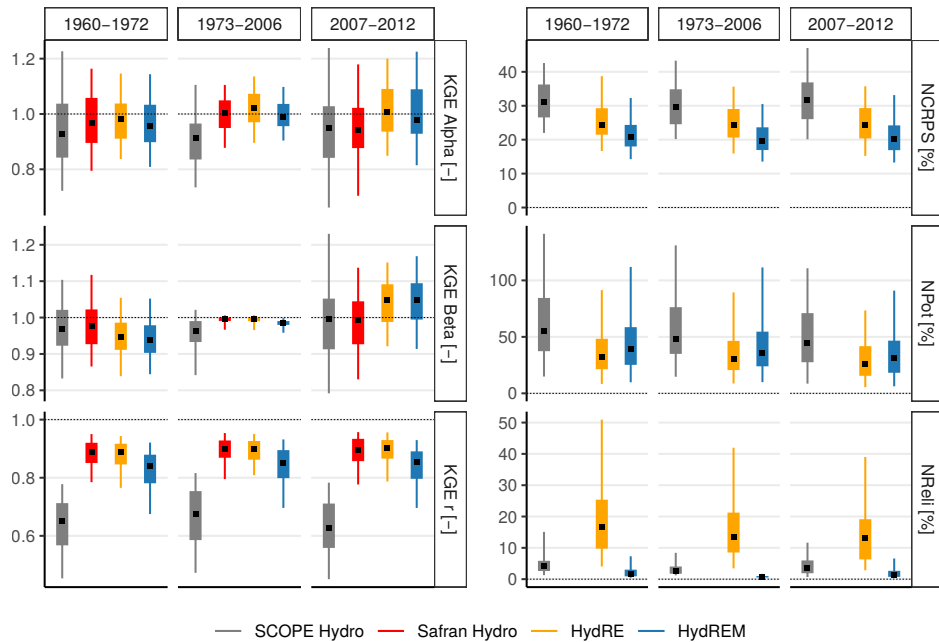 1960−1972 1973−2006 2007−2012
1.2
1.0
0.8
KGE Alpha [−]
1.2
1.1
1.0
0.9
0.8
KGE Beta [−]
1.0
0.8
0.6
KGE r [−]
1960−1972 1973−2006 2007−2012
40
30
20
10
0
NCRPS [%]
100
50
0
NPot [%]
50
40
30
20
10
0
NReli [%]
SCOPE Hydro Safran Hydro HydRE HydREM